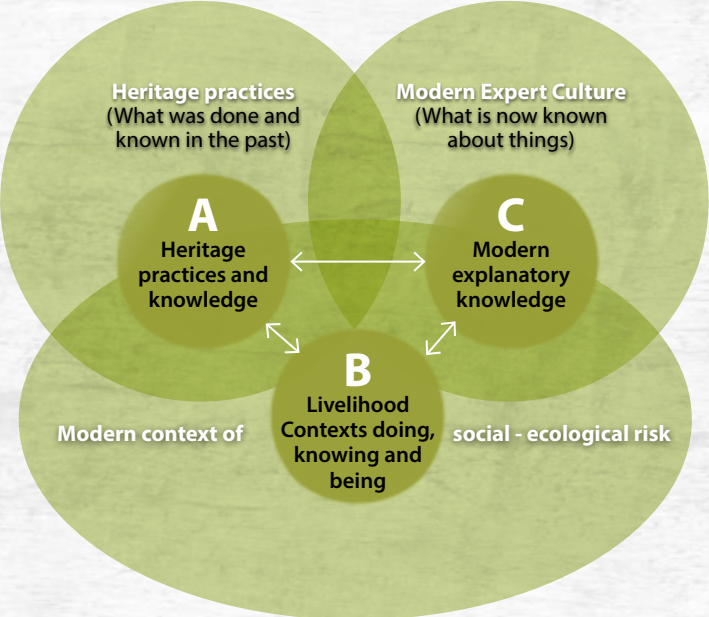 Heritage practices
(What was done and
known in the past)
Modern Expert Culture
(What is now known
about things)
A
Heritage
practices and
knowledge
C
Modern
explanatory
knowledge
B
Livelihood
Contexts doing,
knowing and
being
Modern context of
social - ecological risk